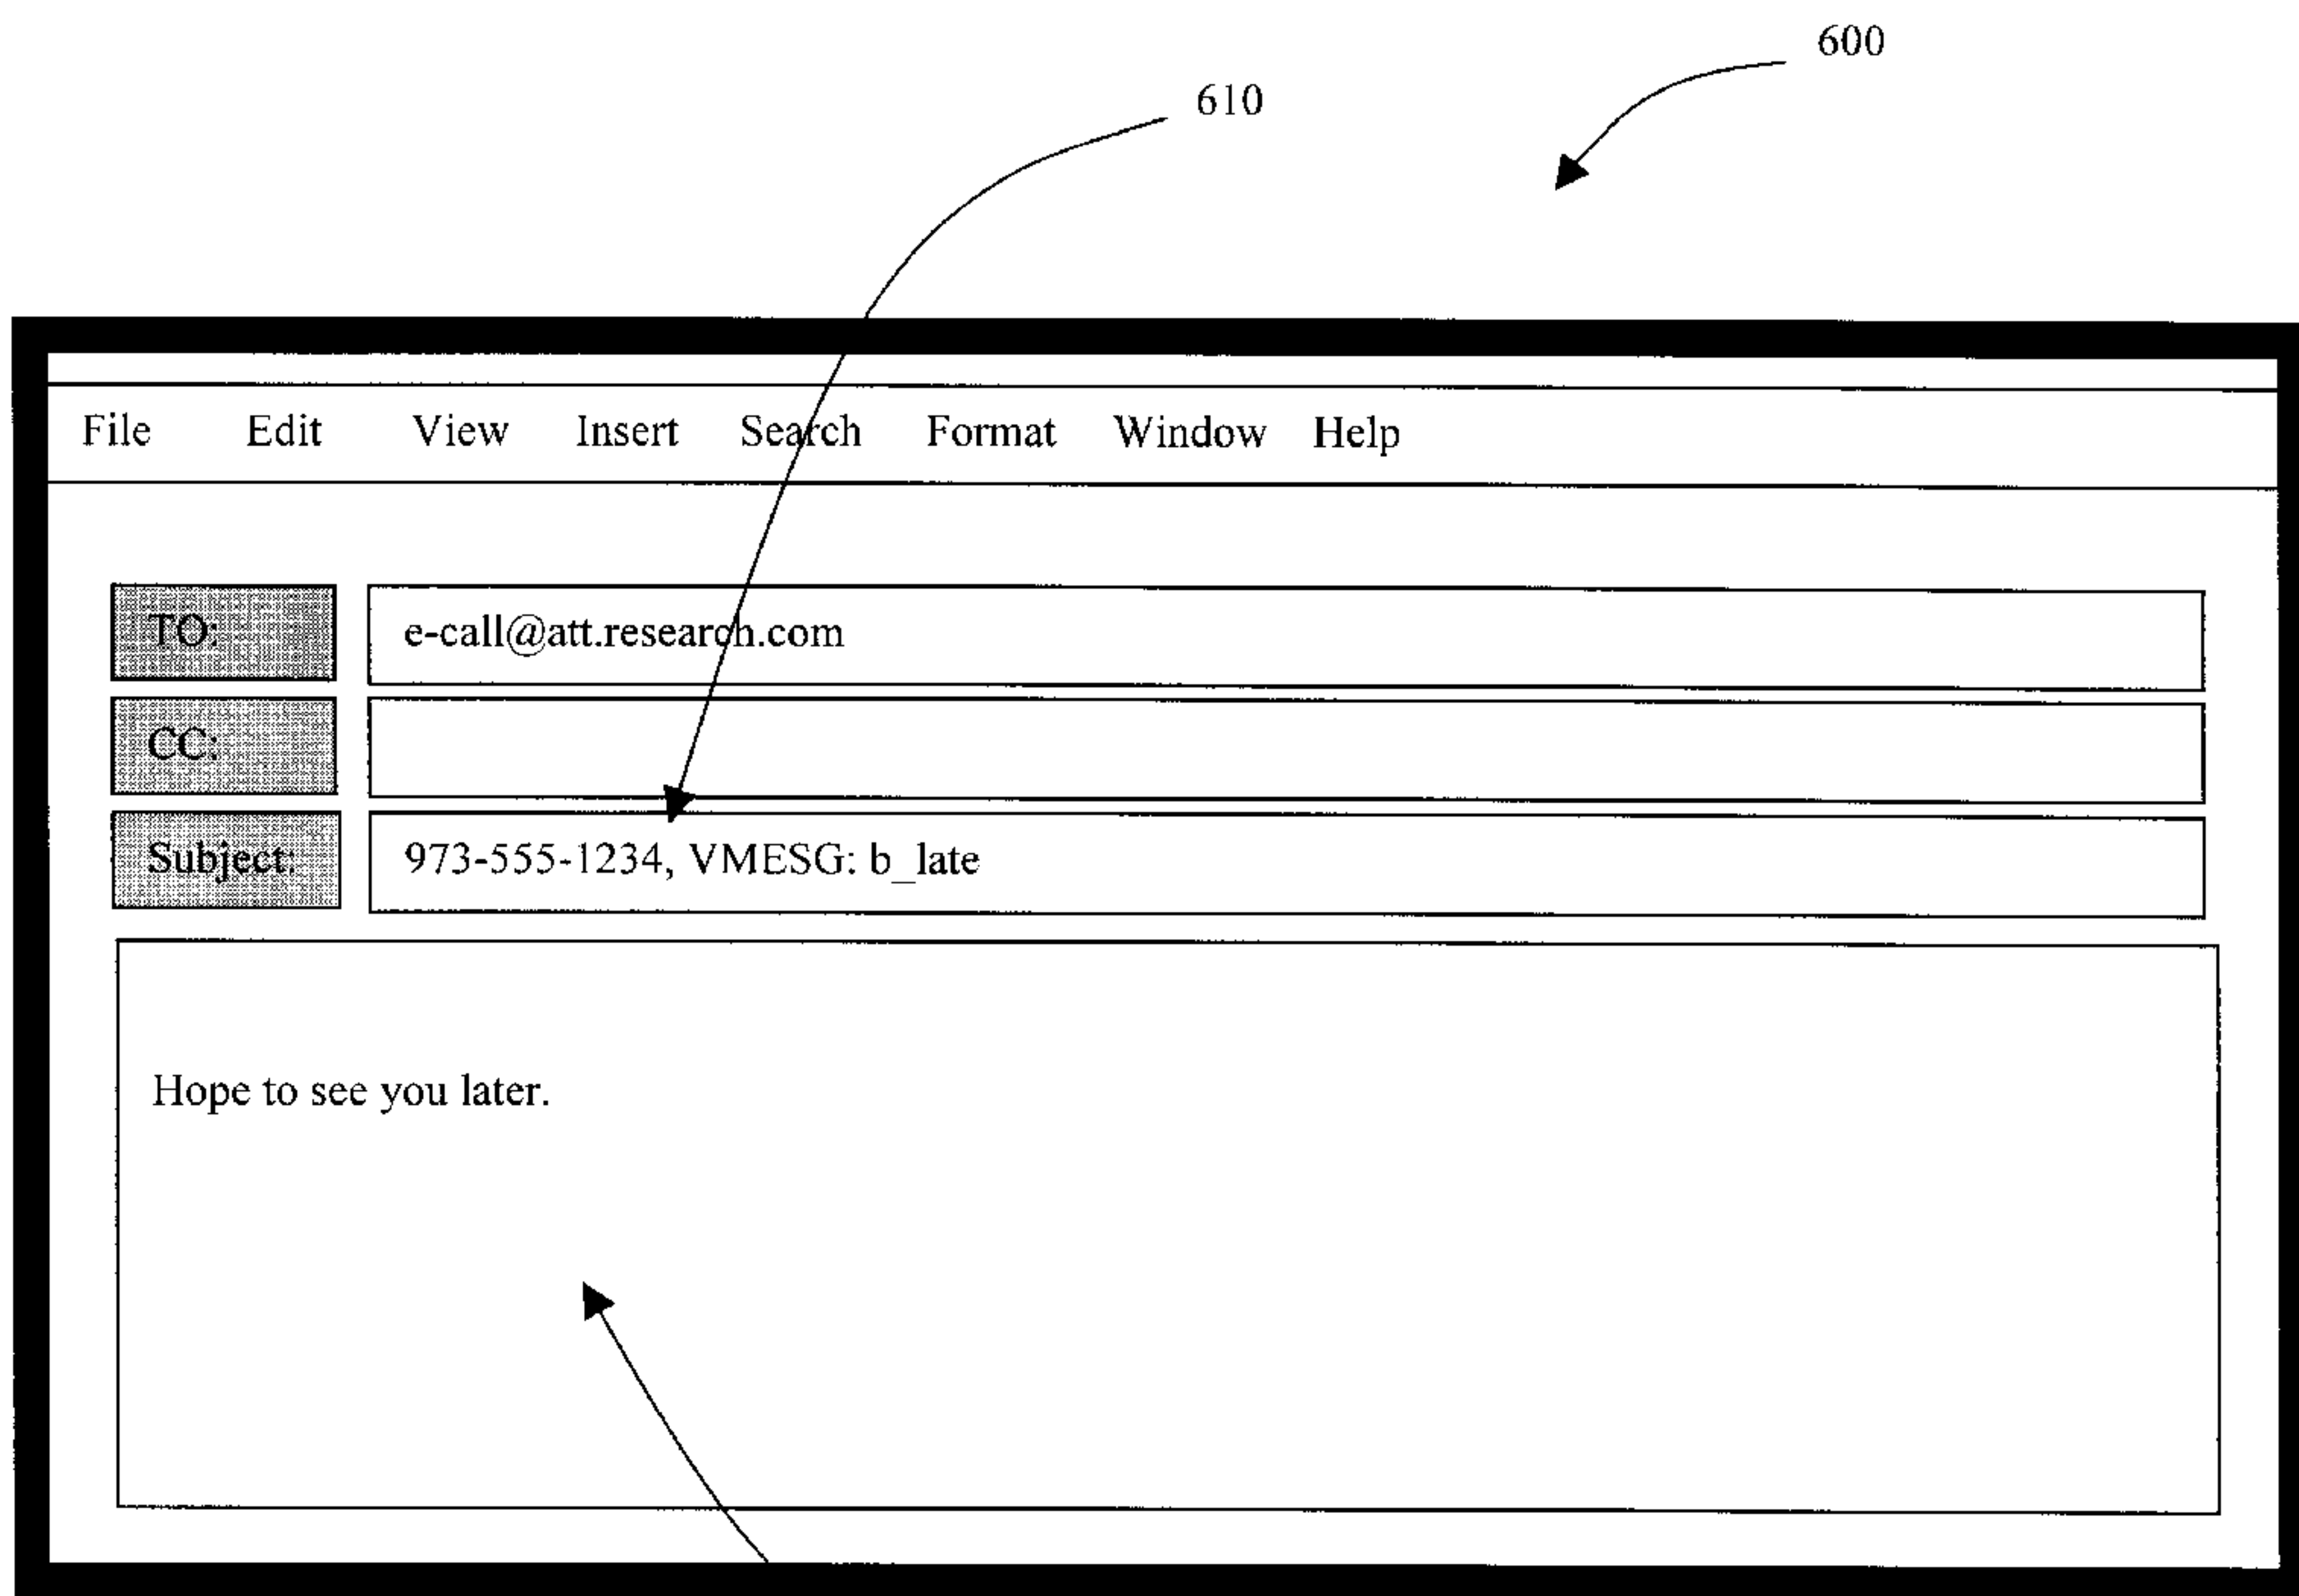 600
610
File Edit View Insert Search Format Window Help
TO: e-call@att.research.com
CC:
Subject: 973-555-1234, VMESG: b_late
Hope to see you later.